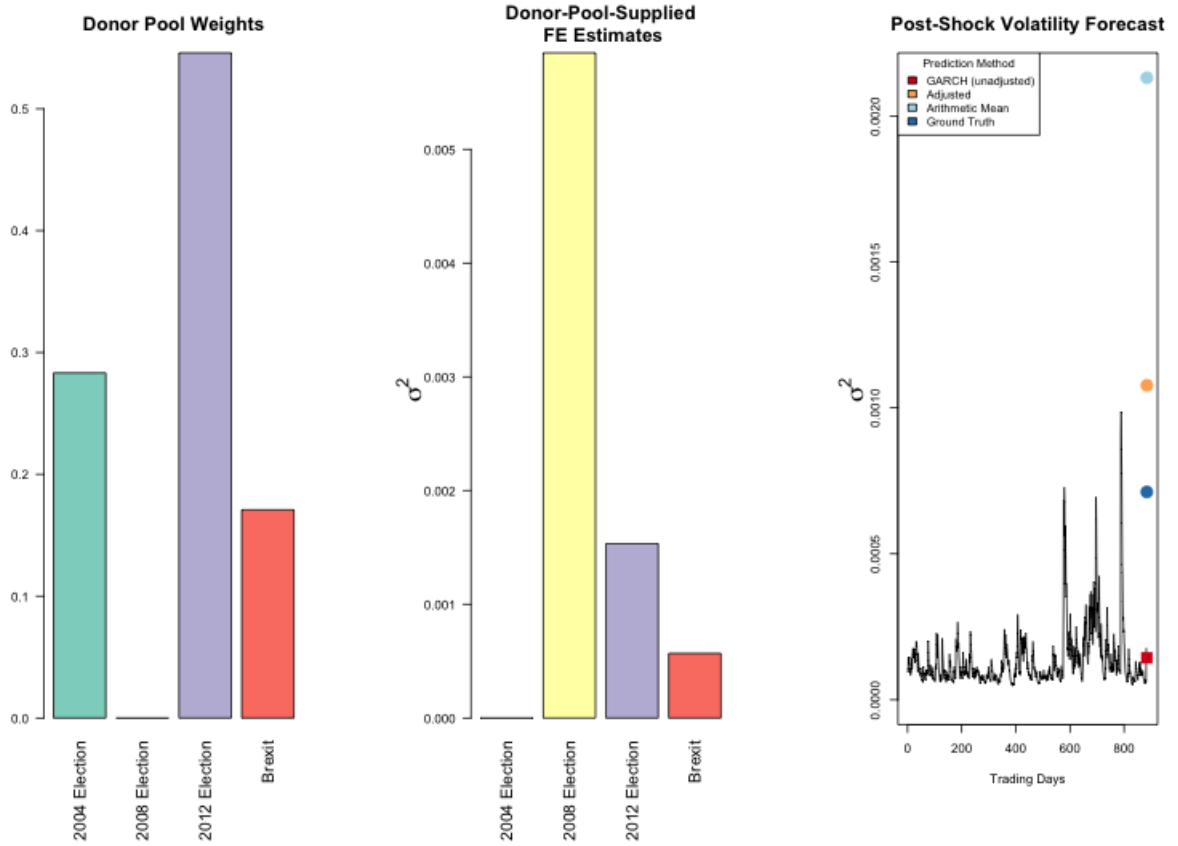 Donor Pool Weights
0.5
0.4
0.3
0.2
0.1
0.0
2004 Election
2008 Election
2012 Election
Brexit
Donor-Pool-Supplied
FE Estimates
σ2
0.005
0.004
0.003
0.002
0.001
0.000
2004 Election
2008 Election
2012 Election
Brexit
Post-Shock Volatility Forecast
Prediction Method
GARCH (unadjusted)
Adjusted
Arithmetic Mean
Ground Truth
σ2
0.0020
0.0015
0.0010
0.0005
0.0000
0
200
400
600
800
Trading Days